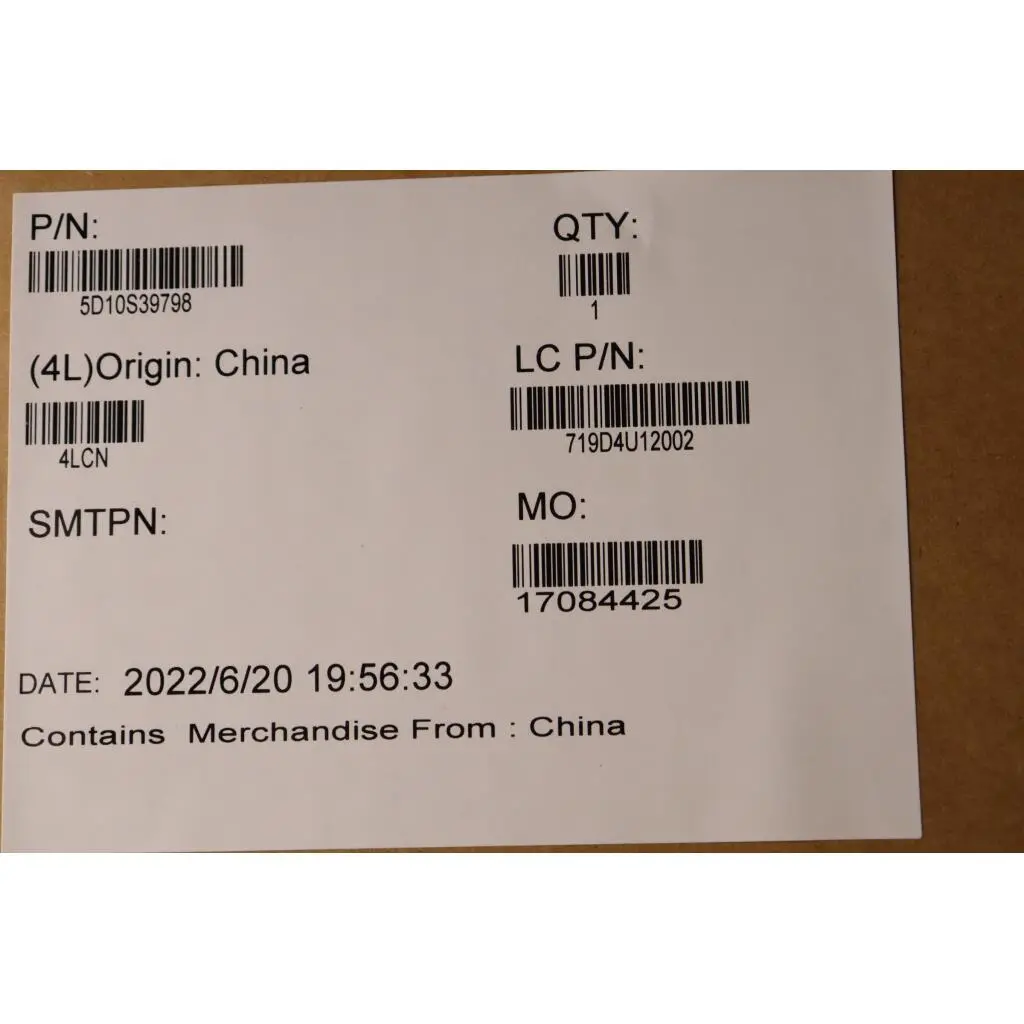 P/N:
QTY:
5D10S39798
1
(4L)Origin: China
LC P/N:
4LCN
719D4U12002
SMTPN:
MO:
17084425
DATE: 2022/6/20 19:56:33
Contains Merchandise From : China